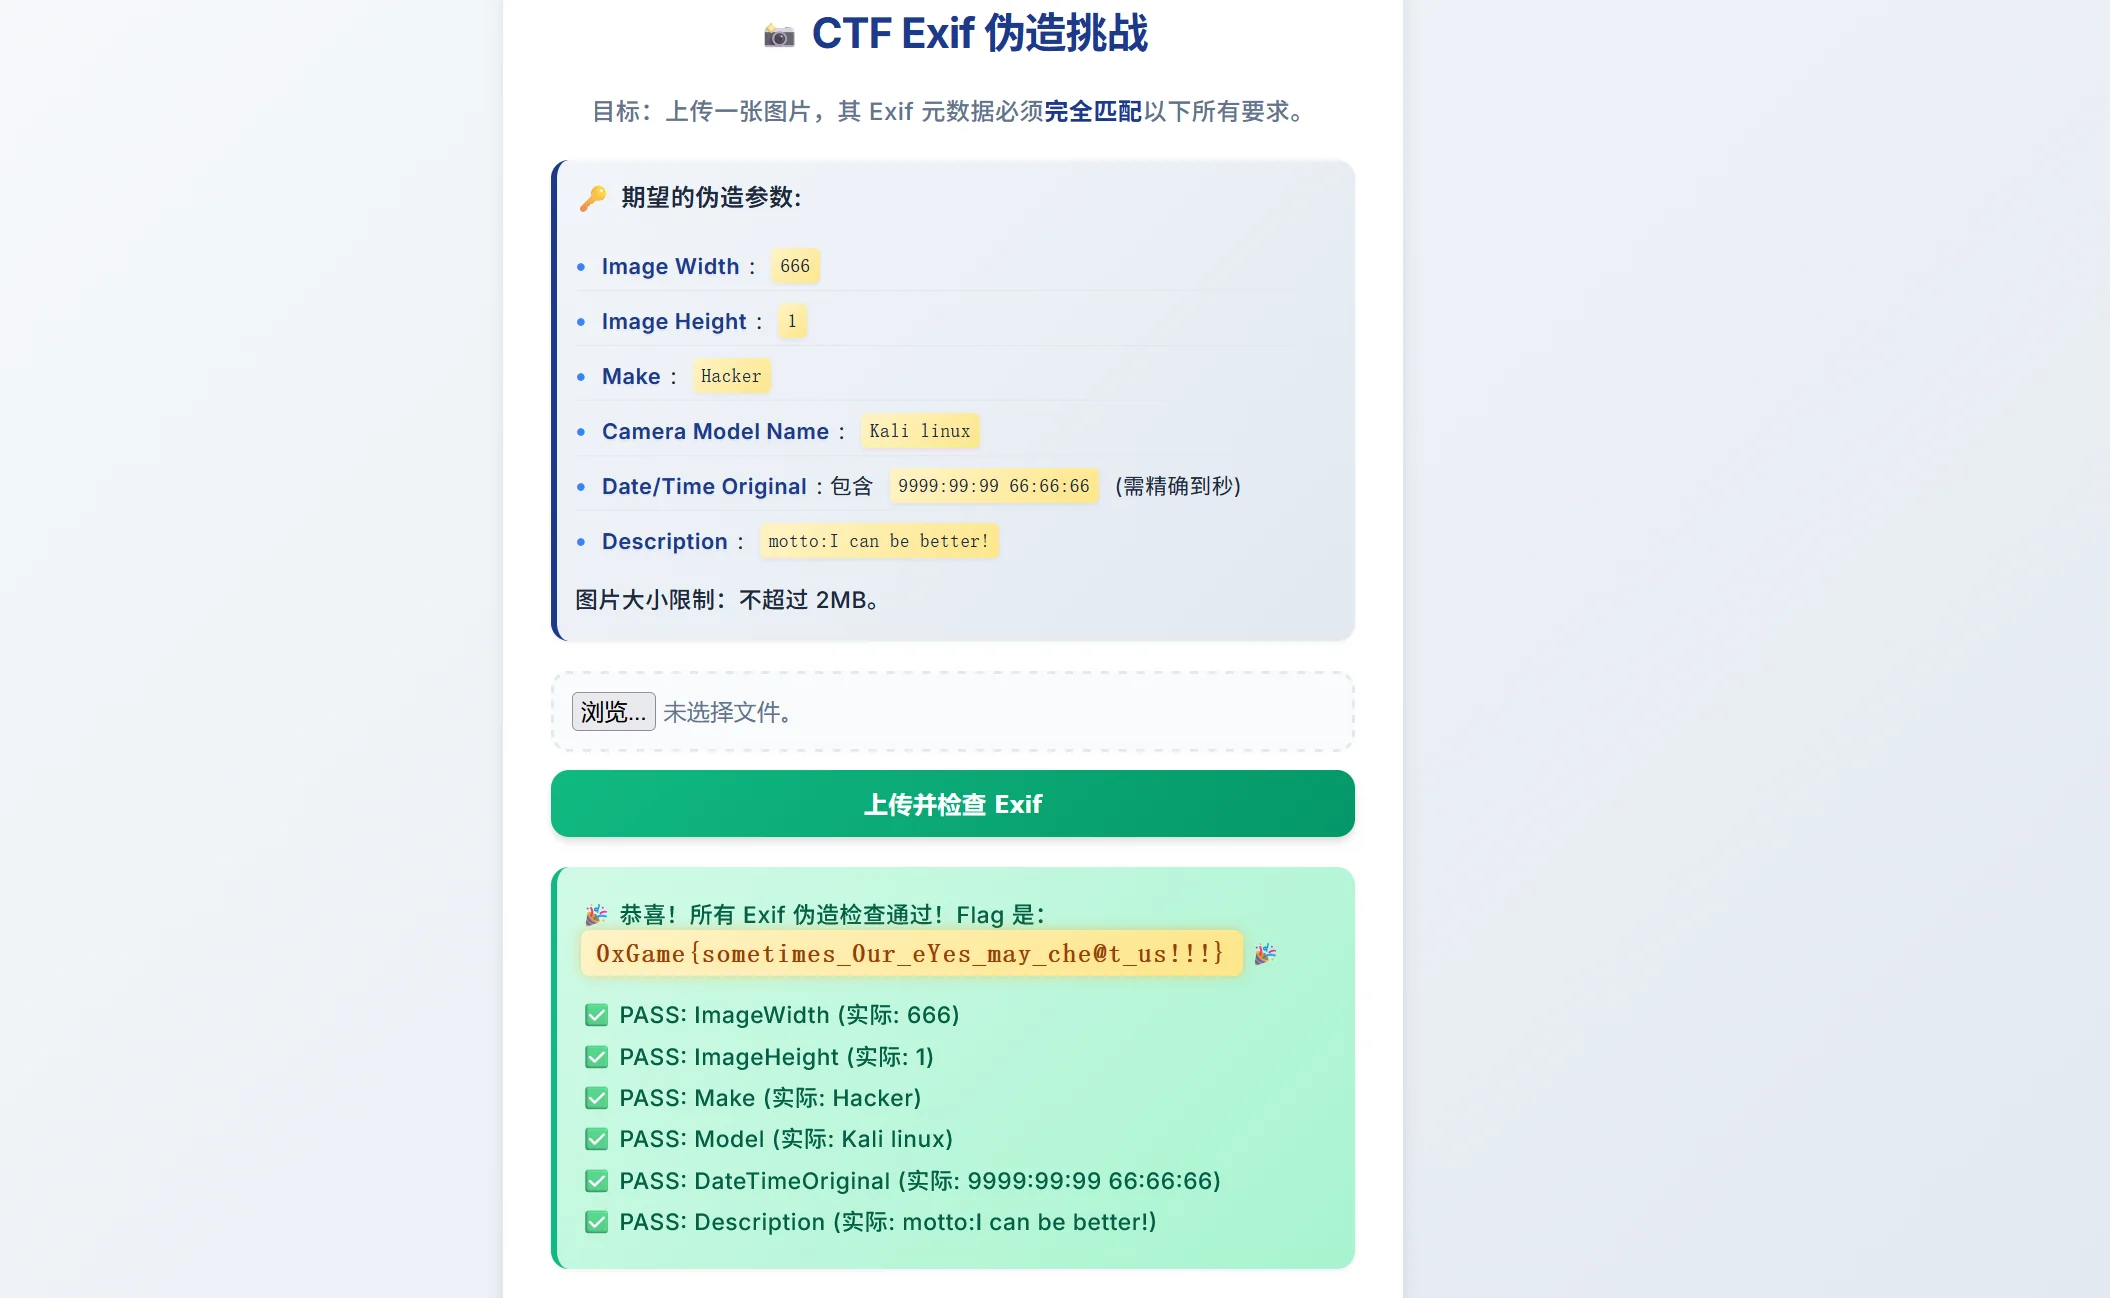 CTF Exif 伪造挑战
目标：上传一张图片，其 Exif 元数据必须完全匹配以下所有要求。
期望的伪造参数:
Image Width : 666
Image Height : 1
Make : Hacker
Camera Model Name : Kali linux
Date/Time Original : 包含 9999:99:99 66:66:66 (需精确到秒)
Description : motto:I can be better!
图片大小限制：不超过 2MB。
浏览... 未选择文件。
上传并检查 Exif
恭喜！所有 Exif 伪造检查通过！Flag 是：
0xGame{sometimes_0ur_eYes_may_che@t_us!!!}
PASS: ImageWidth (实际: 666)
PASS: ImageHeight (实际: 1)
PASS: Make (实际: Hacker)
PASS: Model (实际: Kali linux)
PASS: DateTimeOriginal (实际: 9999:99:99 66:66:66)
PASS: Description (实际: motto:I can be better!)